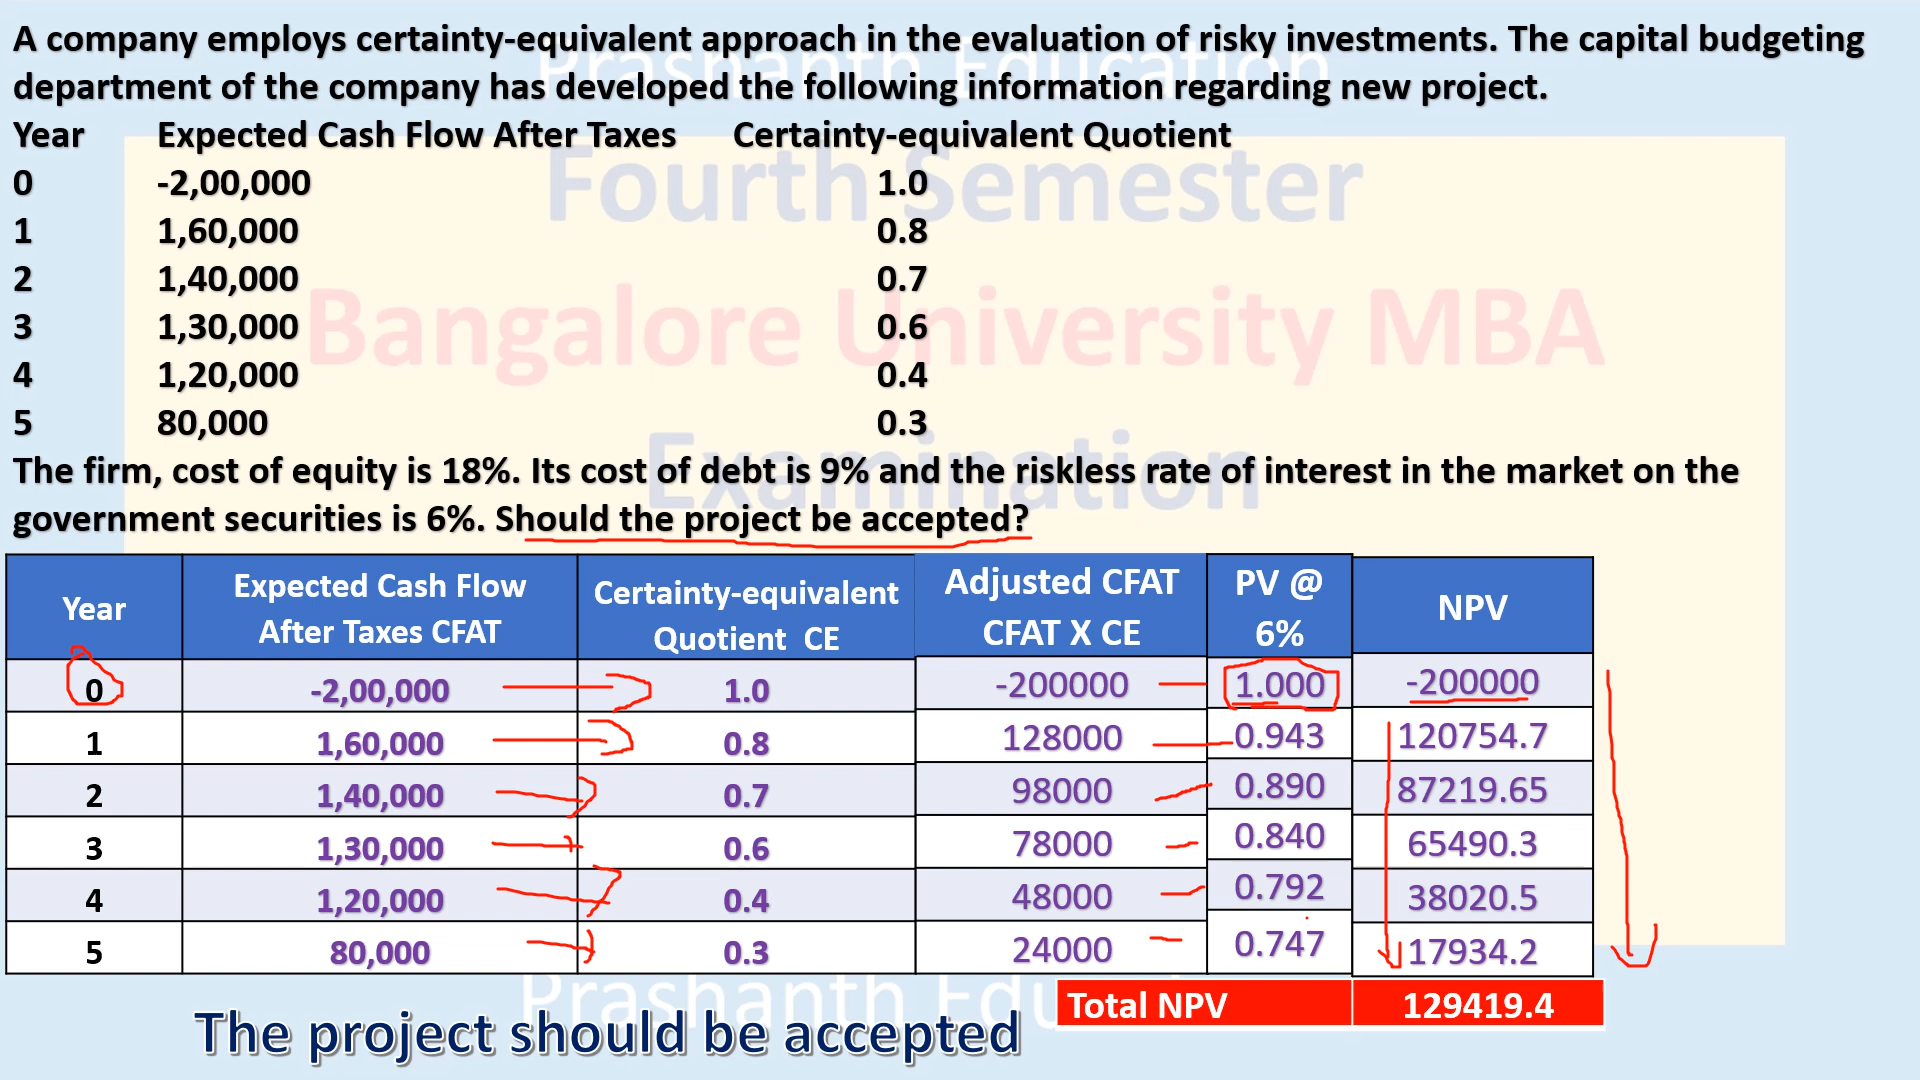 A company employs certainty-equivalent approach in the evaluation of risky investments. The capital budgeting
department of the company has developed the following information regarding new project.
Year Expected Cash Flow After Taxes Certainty-equivalent Quotient
0 -2,00,000 1.0
1 1,60,000 0.8
2 1,40,000 0.7
3 1,30,000 0.6
4 1,20,000 0.4
5 80,000 0.3
The firm, cost of equity is 18%. Its cost of debt is 9% and the riskless rate of interest in the market on the
government securities is 6%. Should the project be accepted?
Year Expected Cash Flow After Taxes CFAT Certainty-equivalent Quotient CE Adjusted CFAT CFAT X CE PV @ 6% NPV
0 -2,00,000 1.0 -200000 1.000 -200000
1 1,60,000 0.8 128000 0.943 120754.7
2 1,40,000 0.7 98000 0.890 87219.65
3 1,30,000 0.6 78000 0.840 65490.3
4 1,20,000 0.4 48000 0.792 38020.5
5 80,000 0.3 24000 0.747 17934.2
Total NPV 129419.4
The project should be accepted
Prashanth Education
Fourth Semester
Bangalore University MBA
Examination
Prashanth Edu